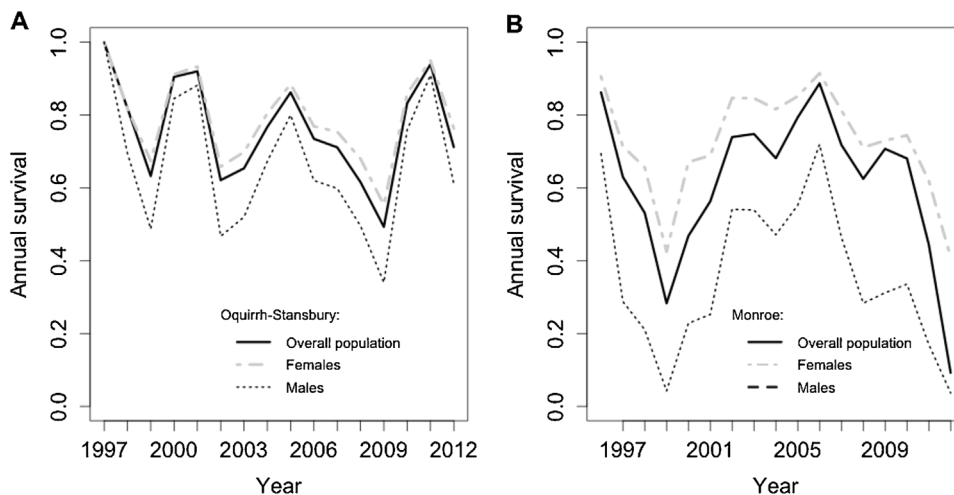 A
Annual survival
1.0
0.8
0.6
0.4
0.2
0.0
Oquirrh-Stansbury:
Overall population
Females
Males
1997 2000 2003 2006 2009 2012
Year
B
Annual survival
1.0
0.8
0.6
0.4
0.2
0.0
Monroe:
Overall population
Females
Males
1997 2001 2005 2009
Year